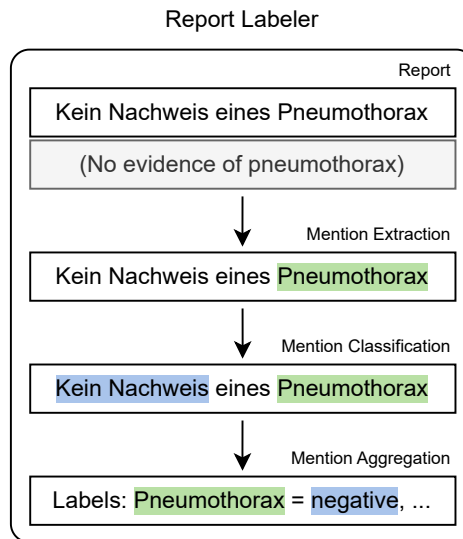 Report Labeler
Report
Kein Nachweis eines Pneumothorax
(No evidence of pneumothorax)
Mention Extraction
Kein Nachweis eines Pneumothorax
Mention Classification
Kein Nachweis eines Pneumothorax
Mention Aggregation
Labels: Pneumothorax = negative, ...